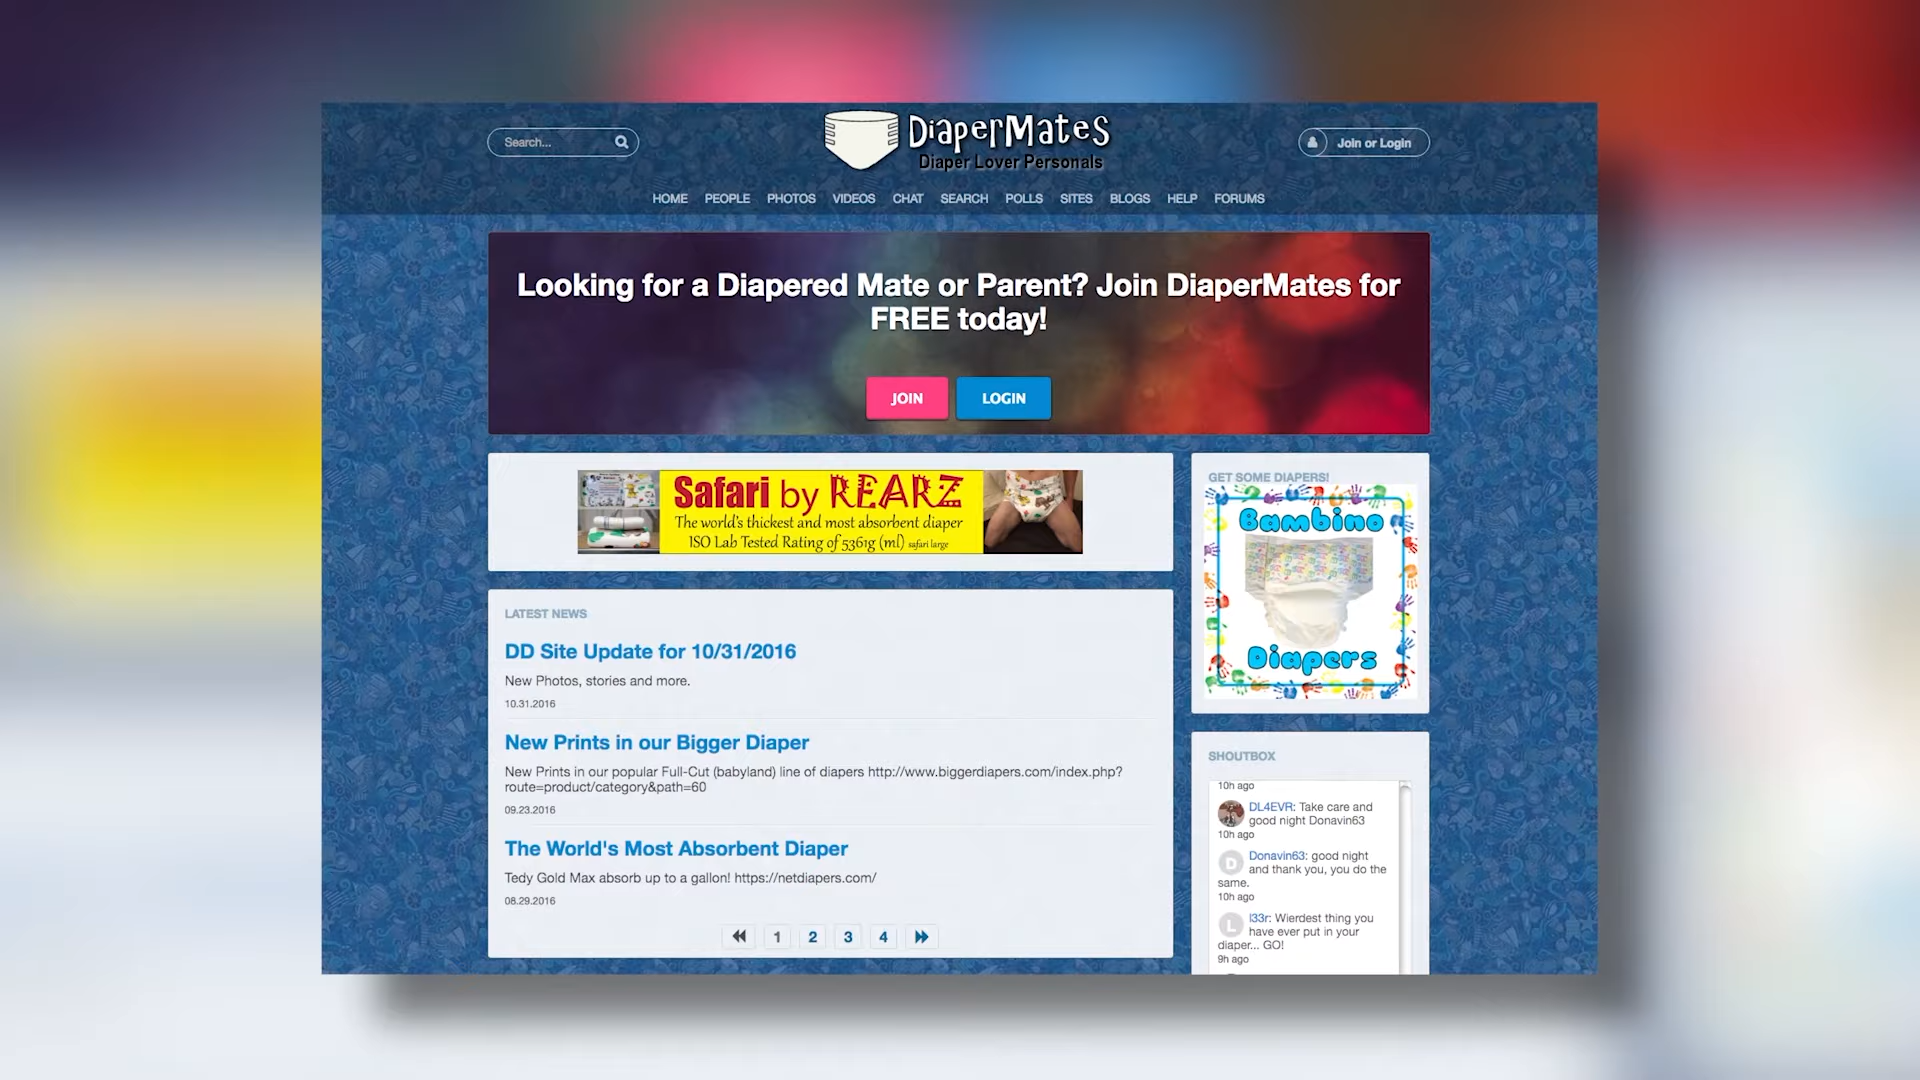 Search...
DiaperMates
Diaper Lover Personals
Join or Login
HOME PEOPLE PHOTOS VIDEOS CHAT SEARCH POLLS SITES BLOGS HELP FORUMS
Looking for a Diapered Mate or Parent? Join DiaperMates for
FREE today!
JOIN LOGIN
Safari by REARZ
The world's thickest and most absorbent diaper
ISO Lab Tested Rating of 5361g (ml) safari large
LATEST NEWS
DD Site Update for 10/31/2016
New Photos, stories and more.
10.31.2016
New Prints in our Bigger Diaper
New Prints in our popular Full-Cut (babyland) line of diapers http://www.biggerdiapers.com/index.php?
route=product/category&path=60
09.23.2016
The World's Most Absorbent Diaper
Tedy Gold Max absorb up to a gallon! https://netdiapers.com/
08.29.2016
1 2 3 4
GET SOME DIAPERS!
Bambino
Diapers
SHOUTBOX
10h ago
DL4EVR: Take care and
good night Donavin63
10h ago
D
Donavin63: good night
and thank you, you do the
same.
10h ago
L
l33r: Wierdest thing you
have ever put in your
diaper... GO!
9h ago